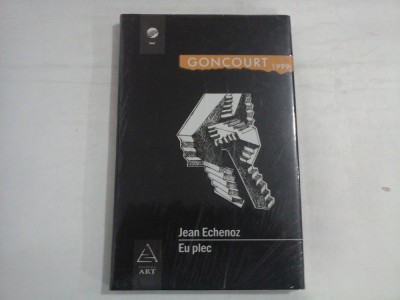 GONCOURT 1999
Jean Echenoz
Eu plec
ART